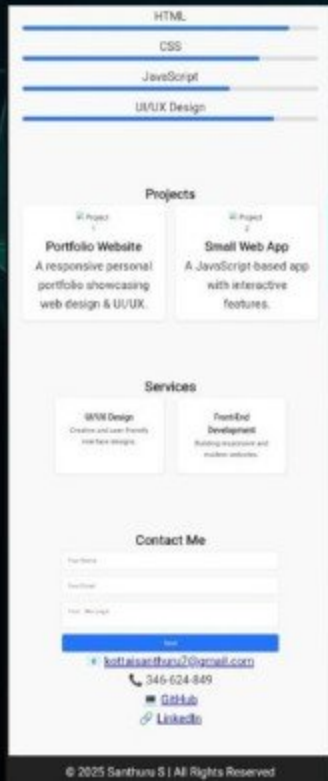 HTML
CSS
JavaScript
UI/UX Design
Projects
Project 1
Project 2
Portfolio Website
A responsive personal
portfolio showcasing
web design & UI/UX.
Small Web App
A JavaScript-based app
with interactive
features.
Services
UI/UX Design
Creative and user-friendly
interface designs.
Front-End
Development
Building responsive and
modern websites.
Contact Me
Your Name
Your Email
Your Message
Send
kottaisanthuru7@gmail.com
346-624-849
GitHub
LinkedIn
© 2025 Santhuru S | All Rights Reserved